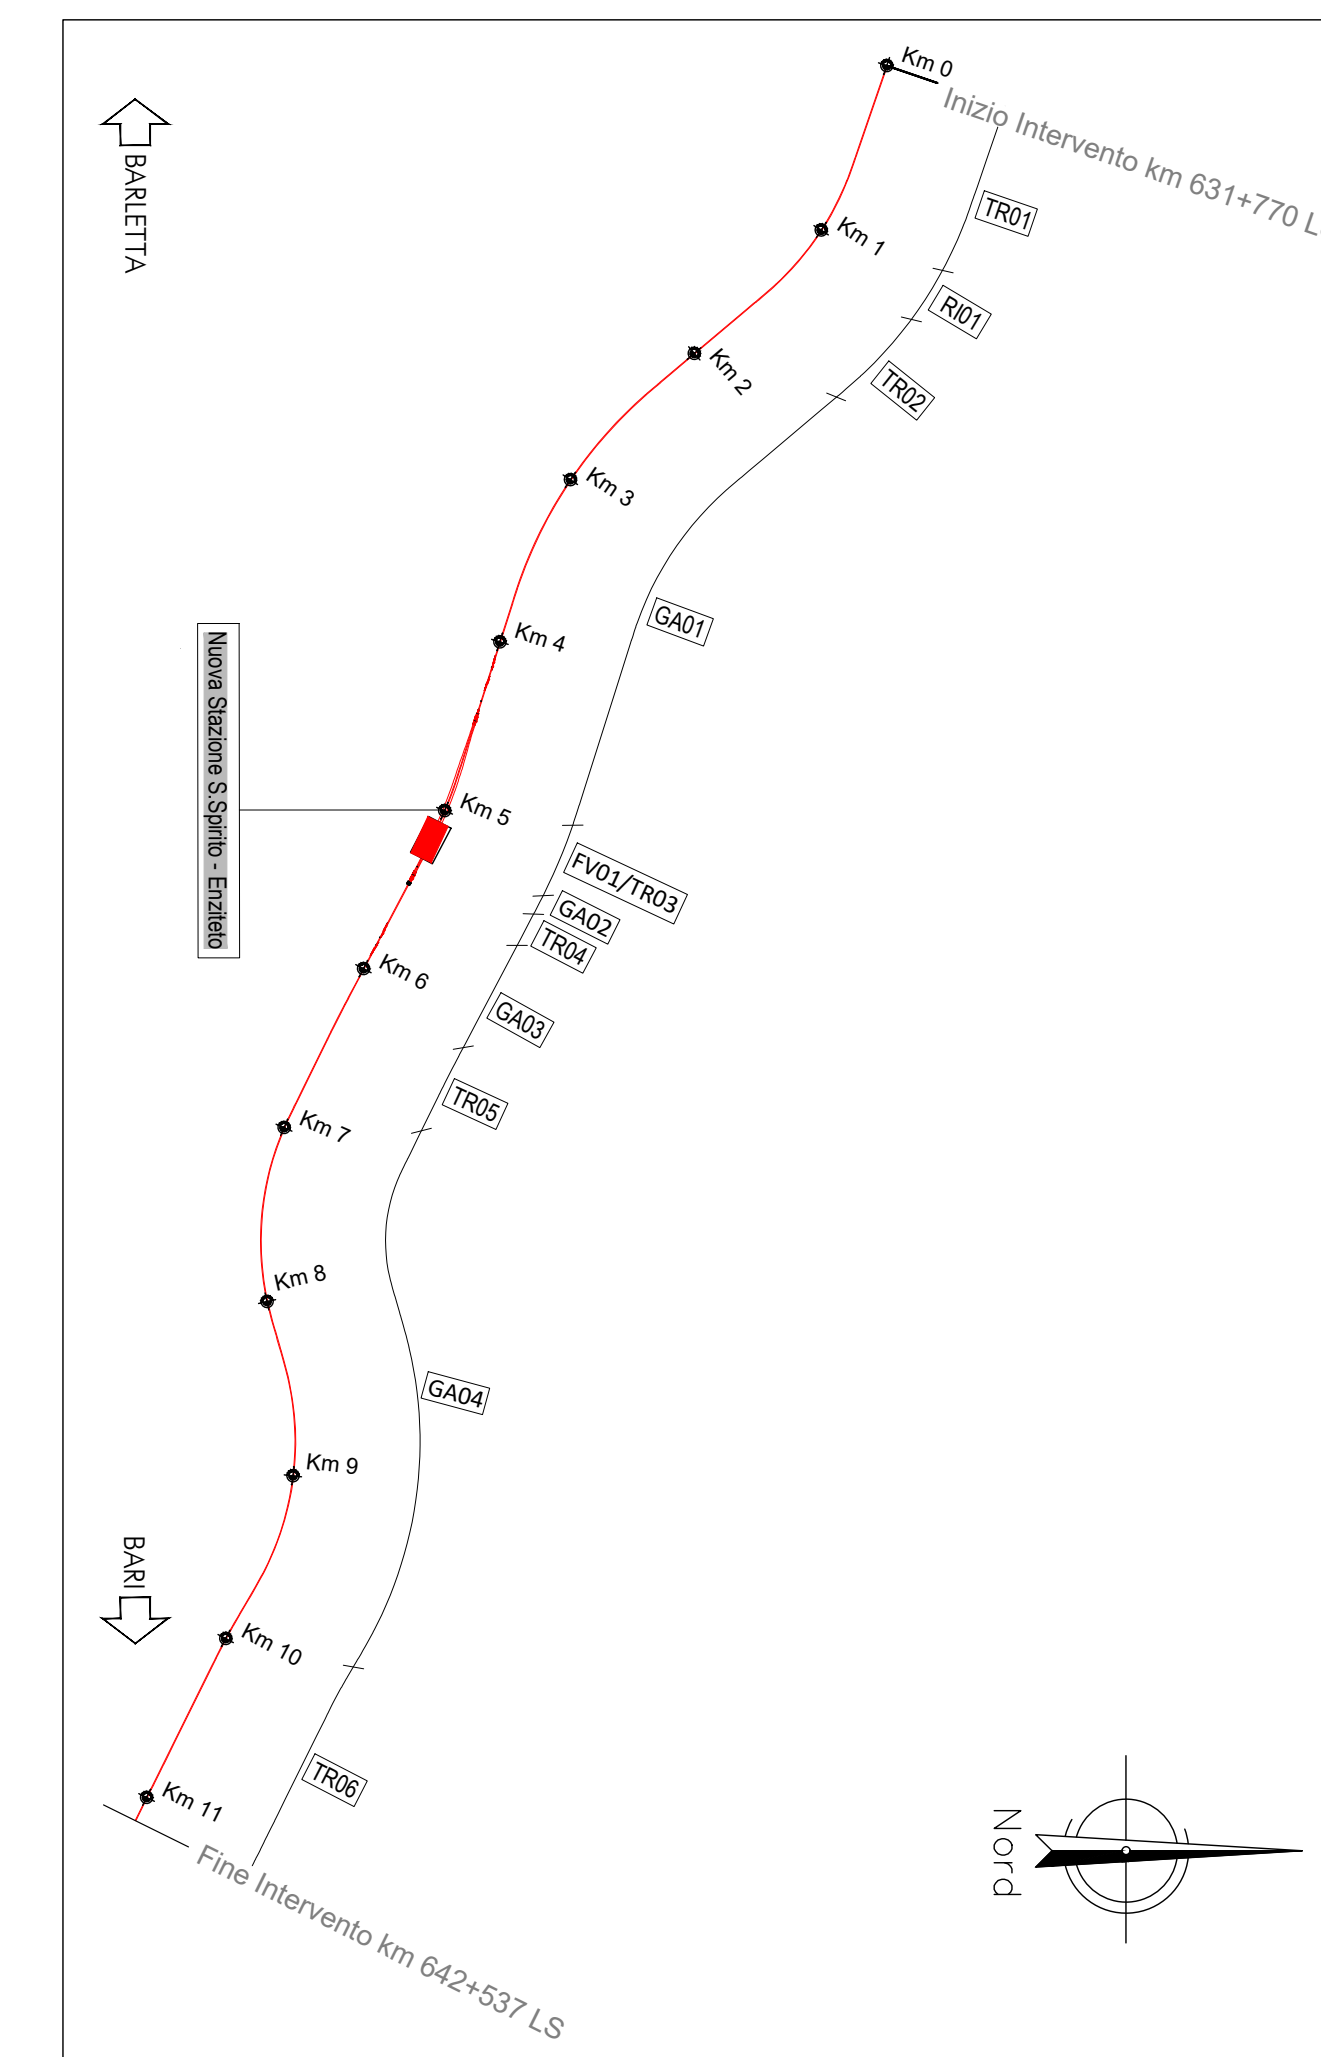 Km 0
Inizio Intervento km 631+770 L
BARLETTA
TR01
Km 1
RI01
Km 2
TR02
Km 3
GA01
Km 4
Nuova Stazione S.Spirito - Enziteto
Km 5
FV01/TR03
GA02
TR04
Km 6
GA03
TR05
Km 7
Km 8
GA04
Km 9
BARI
Km 10
TR06
Km 11
Fine Intervento km 642+537 LS
Nord